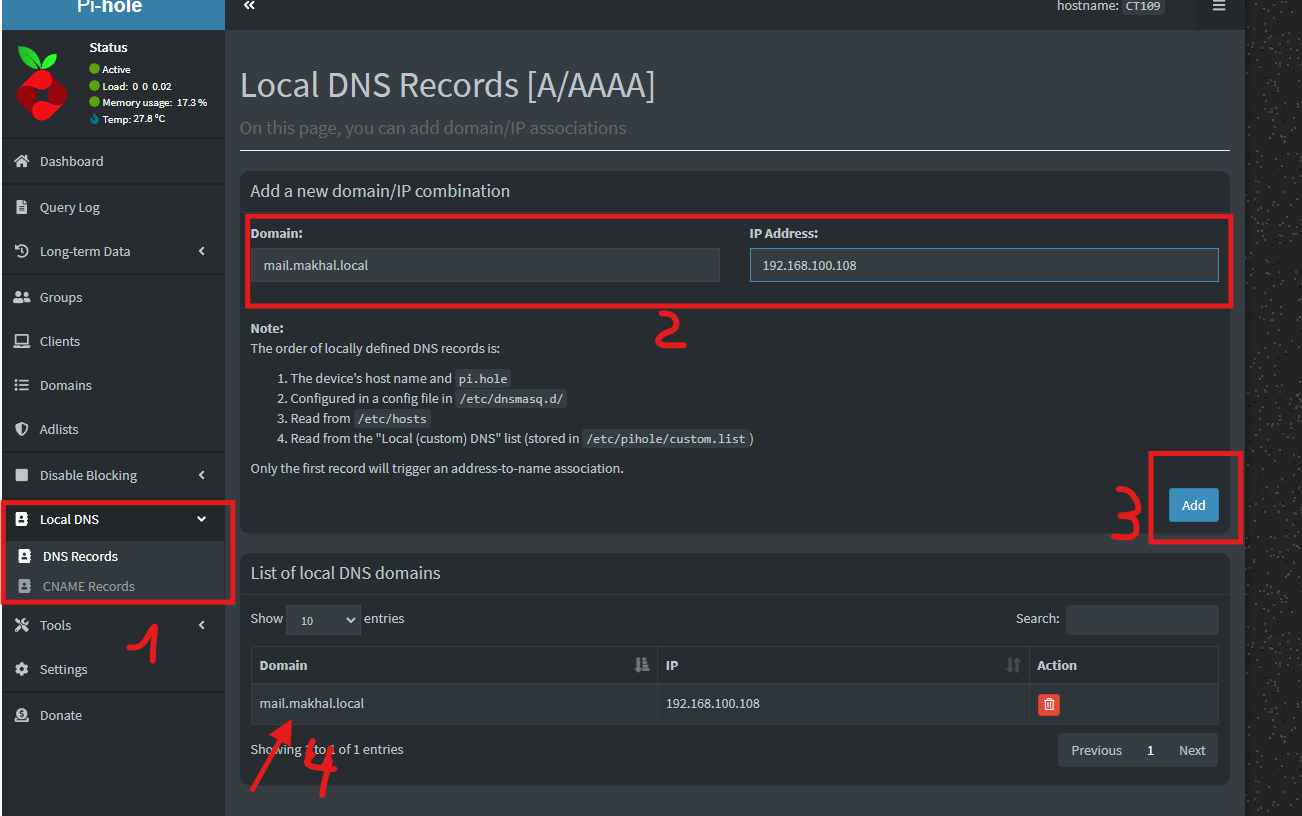 Pi-hole
hostname: CT109
Status
Active
Load: 0 0 0.02
Memory usage: 17.3 %
Temp: 27.8 °C
Dashboard
Query Log
Long-term Data
Groups
Clients
Domains
Adlists
Disable Blocking
Local DNS
DNS Records
CNAME Records
Tools
Settings
Donate
1
Local DNS Records [A/AAAA]
On this page, you can add domain/IP associations
Add a new domain/IP combination
Domain: IP Address:
mail.makhal.local 192.168.100.108
2
Note:
The order of locally defined DNS records is:
1. The device's host name and pi.hole
2. Configured in a config file in /etc/dnsmasq.d/
3. Read from /etc/hosts
4. Read from the "Local (custom) DNS" list (stored in /etc/pihole/custom.list )
Only the first record will trigger an address-to-name association.
3
Add
List of local DNS domains
Show 10 entries Search:
Domain IP Action
mail.makhal.local 192.168.100.108
Showing 1 to 1 of 1 entries
4
Previous 1 Next